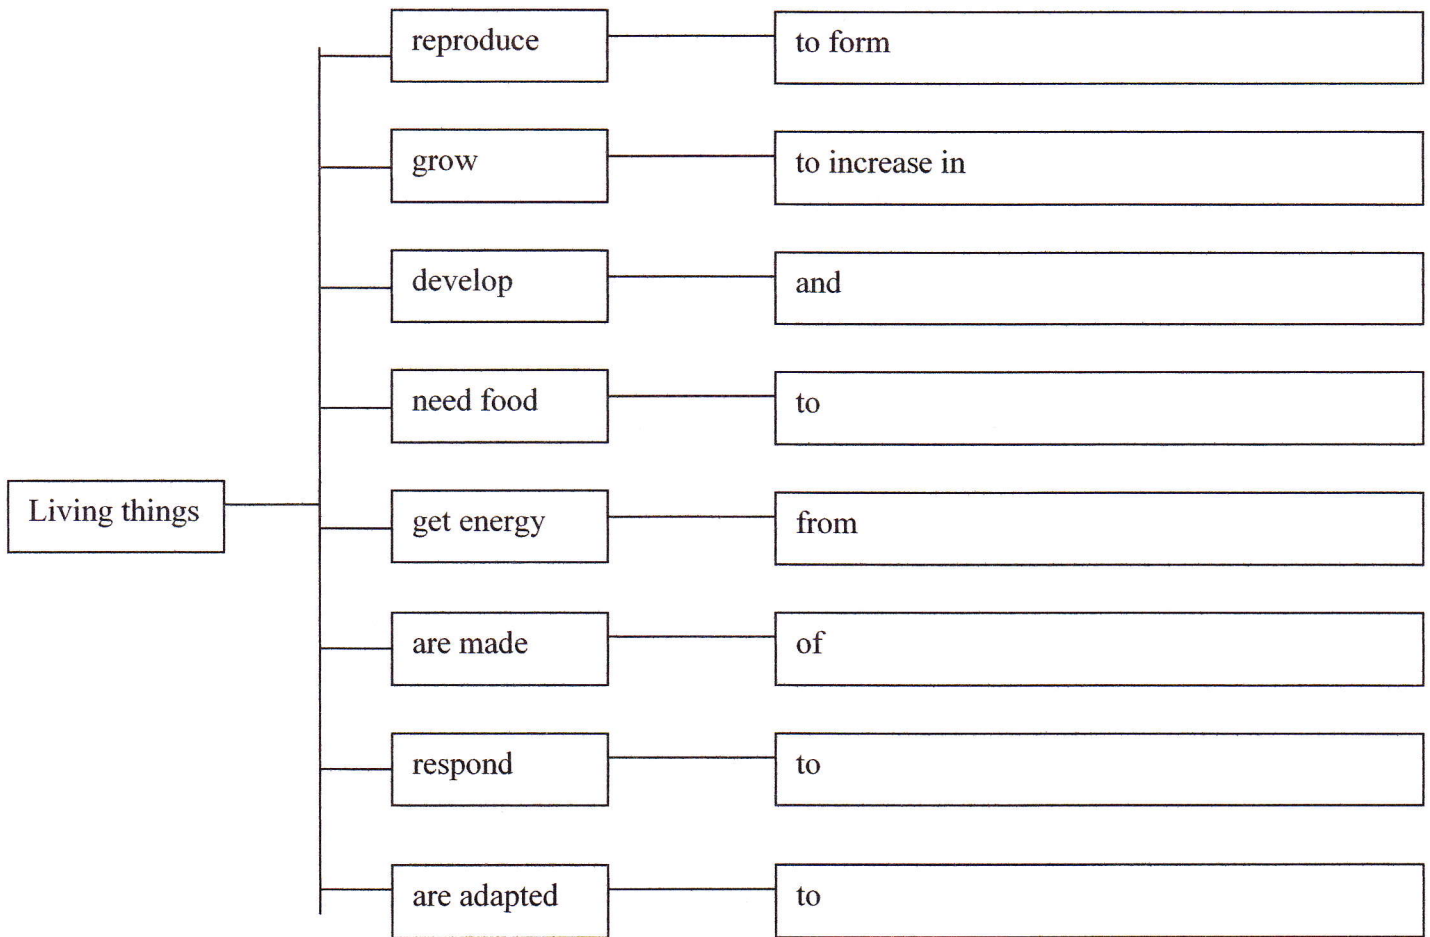 reproduce to form
grow to increase in
develop and
need food to
Living things
get energy from
are made of
respond to
are adapted to